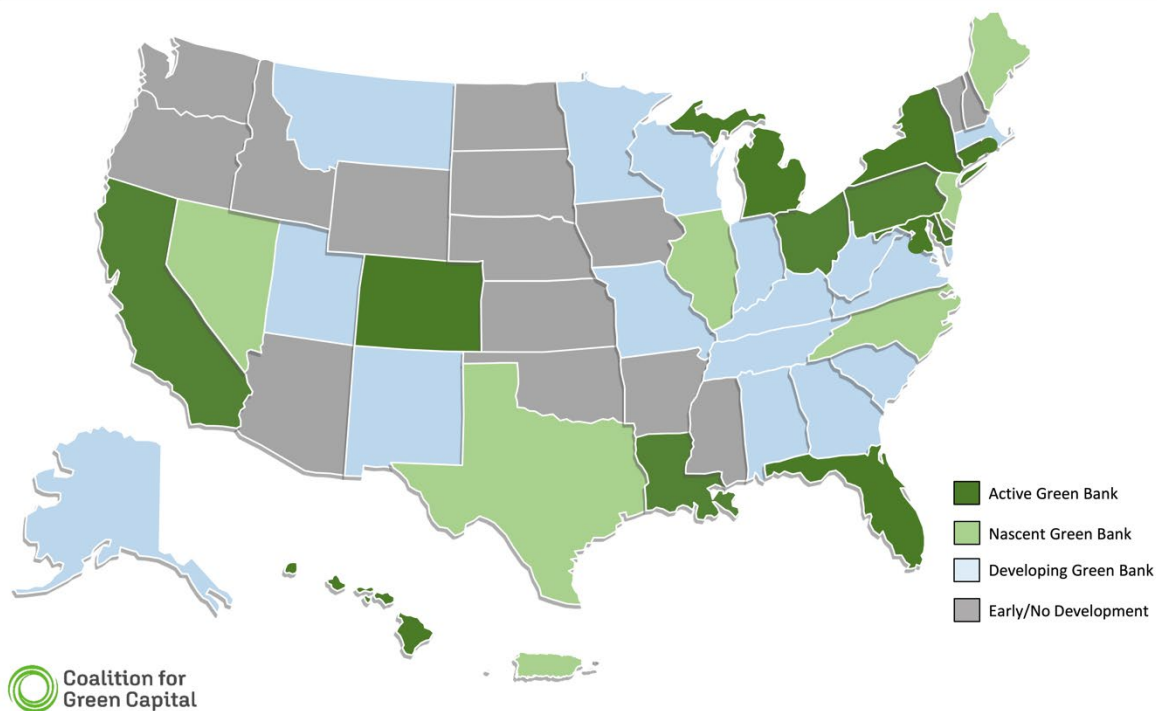 Active Green Bank
Nascent Green Bank
Developing Green Bank
Early/No Development
Coalition for
Green Capital